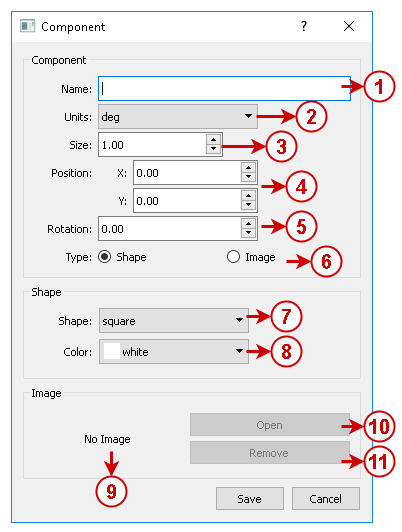 Component ?
Component
Name: 1
Units: deg 2
Size: 1.00 3
Position: X: 0.00
4
Y: 0.00
Rotation: 0.00 5
Type: Shape Image 6
Shape
Shape: square 7
Color: white 8
Image
Open 10
No Image
Remove 11
9
Save Cancel